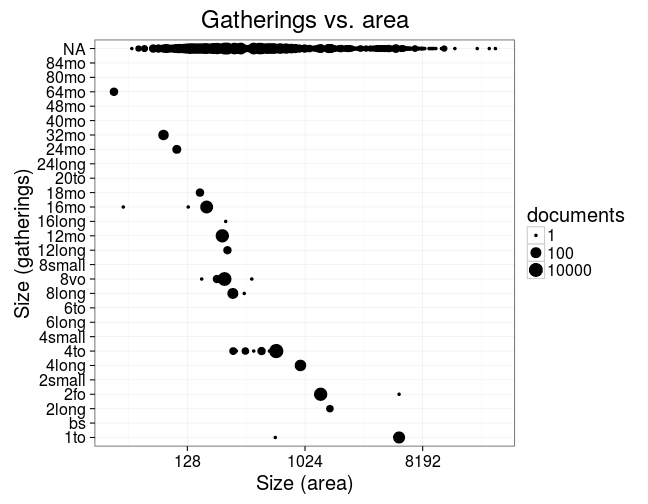 Gatherings vs. area
NA
84mo
80mo
64mo
48mo
40mo
32mo
24mo
24long
20to
18mo
16mo
16long
12mo
12long
8small
8vo
8long
6to
6long
4small
4to
4long
2small
2fo
2long
bs
1to
Size (gatherings)
128
1024
8192
Size (area)
documents
1
100
10000